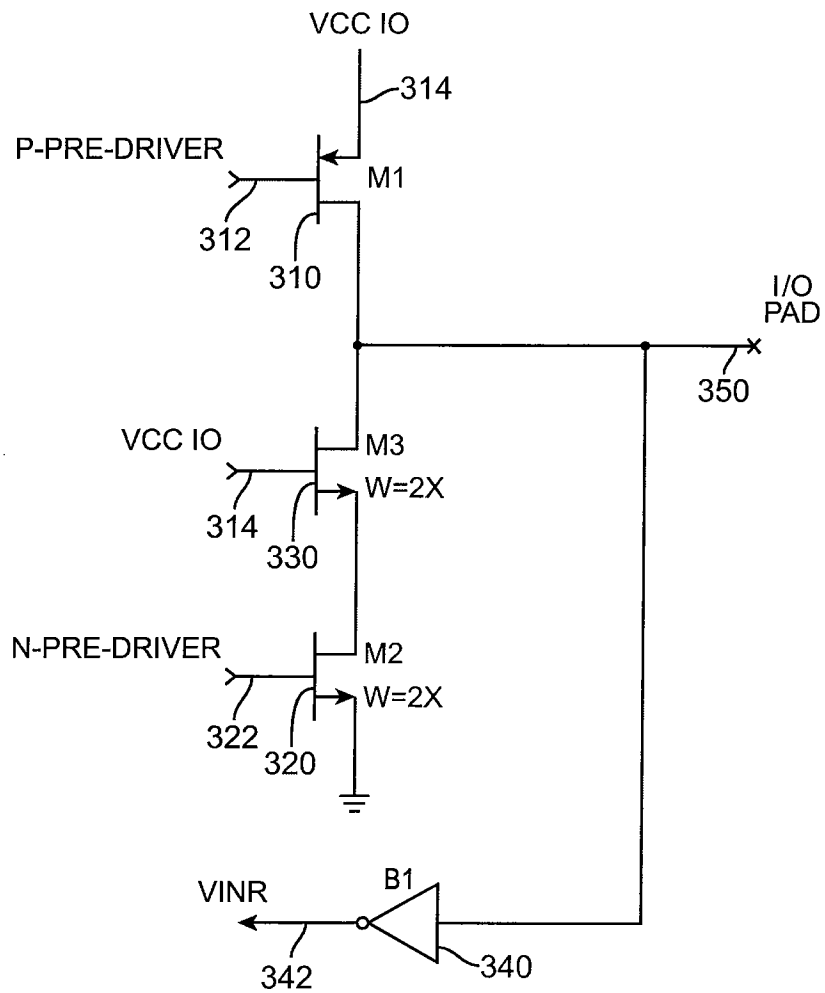 VCC IO
314
P-PRE-DRIVER
M1
312
310
I/O
PAD
350
VCC IO
M3
W=2X
314
330
N-PRE-DRIVER
M2
W=2X
322
320
B1
VINR
342
340